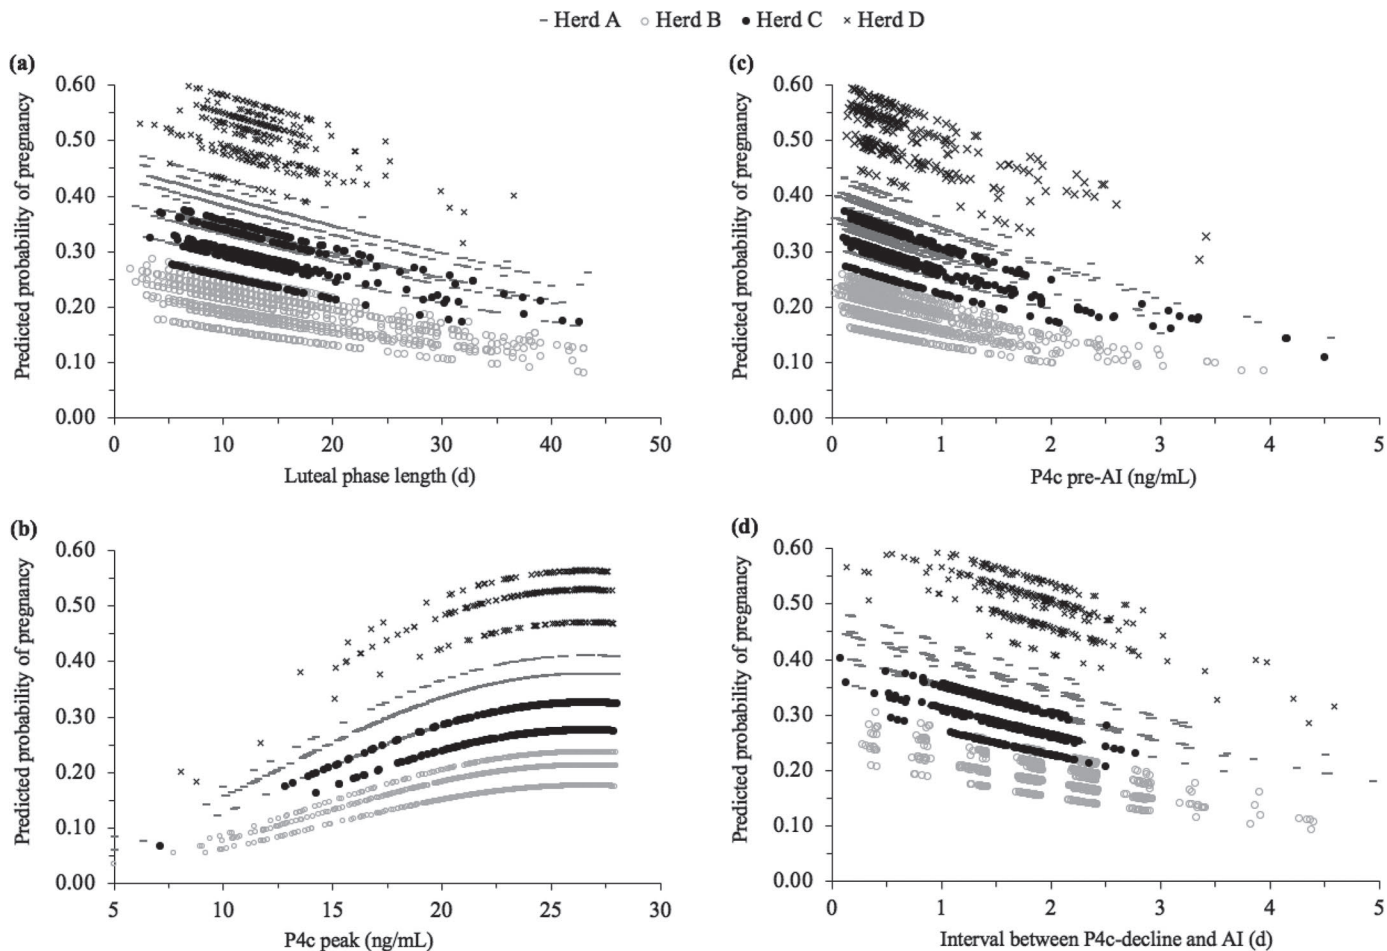 – Herd A ○ Herd B ● Herd C × Herd D
(a)
Predicted probability of pregnancy
0.60
0.50
0.40
0.30
0.20
0.10
0.00
0 10 20 30 40 50
Luteal phase length (d)
(c)
Predicted probability of pregnancy
0.60
0.50
0.40
0.30
0.20
0.10
0.00
0 1 2 3 4 5
P4c pre-AI (ng/mL)
(b)
Predicted probability of pregnancy
0.60
0.50
0.40
0.30
0.20
0.10
0.00
5 10 15 20 25 30
P4c peak (ng/mL)
(d)
Predicted probability of pregnancy
0.60
0.50
0.40
0.30
0.20
0.10
0.00
0 1 2 3 4 5
Interval between P4c-decline and AI (d)